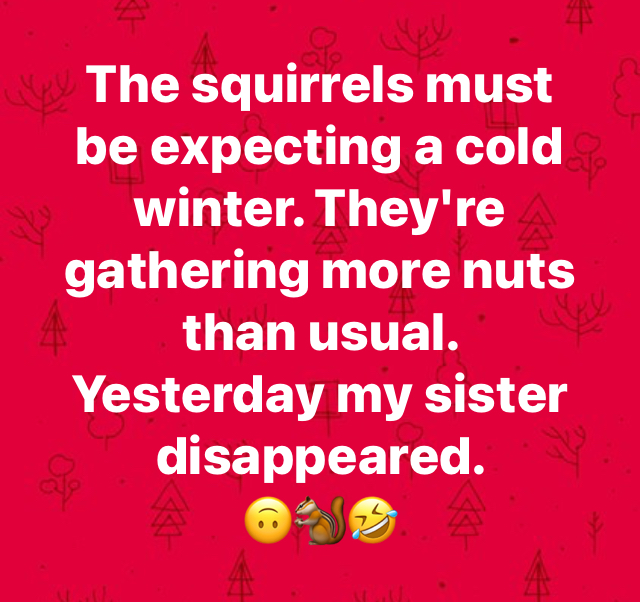 The squirrels must
be expecting a cold
winter. They're
gathering more nuts
than usual.
Yesterday my sister
disappeared.
🙃🐿️🤣